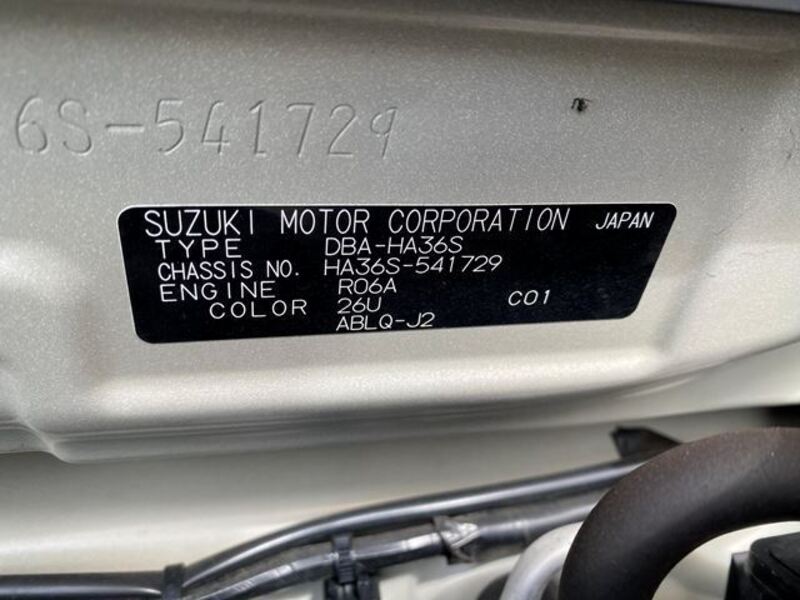 6S-541729
SUZUKI MOTOR CORPORATION JAPAN
TYPE DBA-HA36S
CHASSIS NO. HA36S-541729
ENGINE R06A
COLOR 26U C01
ABLQ-J2